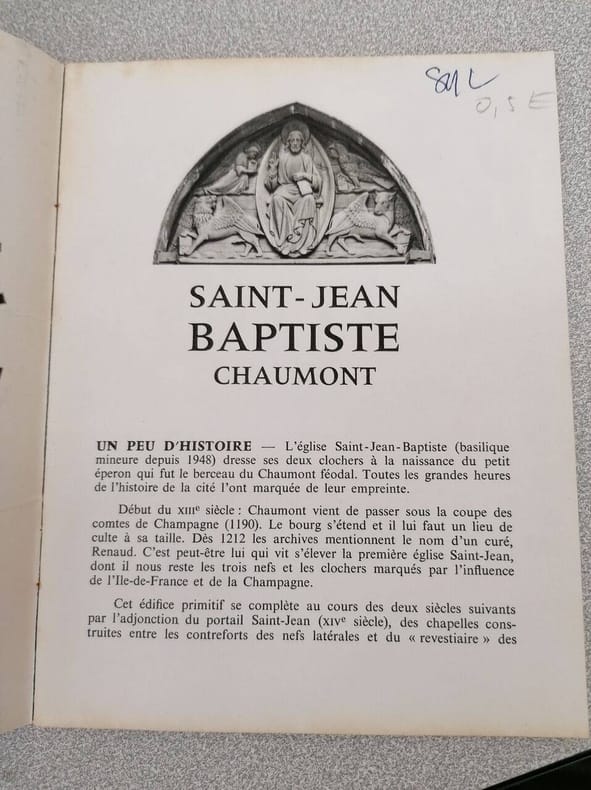 0,5 E
SAINT-JEAN
BAPTISTE
CHAUMONT
UN PEU D'HISTOIRE — L'église Saint-Jean-Baptiste (basilique
mineure depuis 1948) dresse ses deux clochers à la naissance du petit
éperon qui fut le berceau du Chaumont féodal. Toutes les grandes heures
de l'histoire de la cité l'ont marquée de leur empreinte.
Début du XIIIe siècle : Chaumont vient de passer sous la coupe des
comtes de Champagne (1190). Le bourg s'étend et il lui faut un lieu de
culte à sa taille. Dès 1212 les archives mentionnent le nom d'un curé,
Renaud. C'est peut-être lui qui vit s'élever la première église Saint-Jean,
dont il nous reste les trois nefs et les clochers marqués par l'influence
de l'Ile-de-France et de la Champagne.
Cet édifice primitif se complète au cours des deux siècles suivants
par l'adjonction du portail Saint-Jean (XIVe siècle), des chapelles cons-
truites entre les contreforts des nefs latérales et du « revestiaire » des